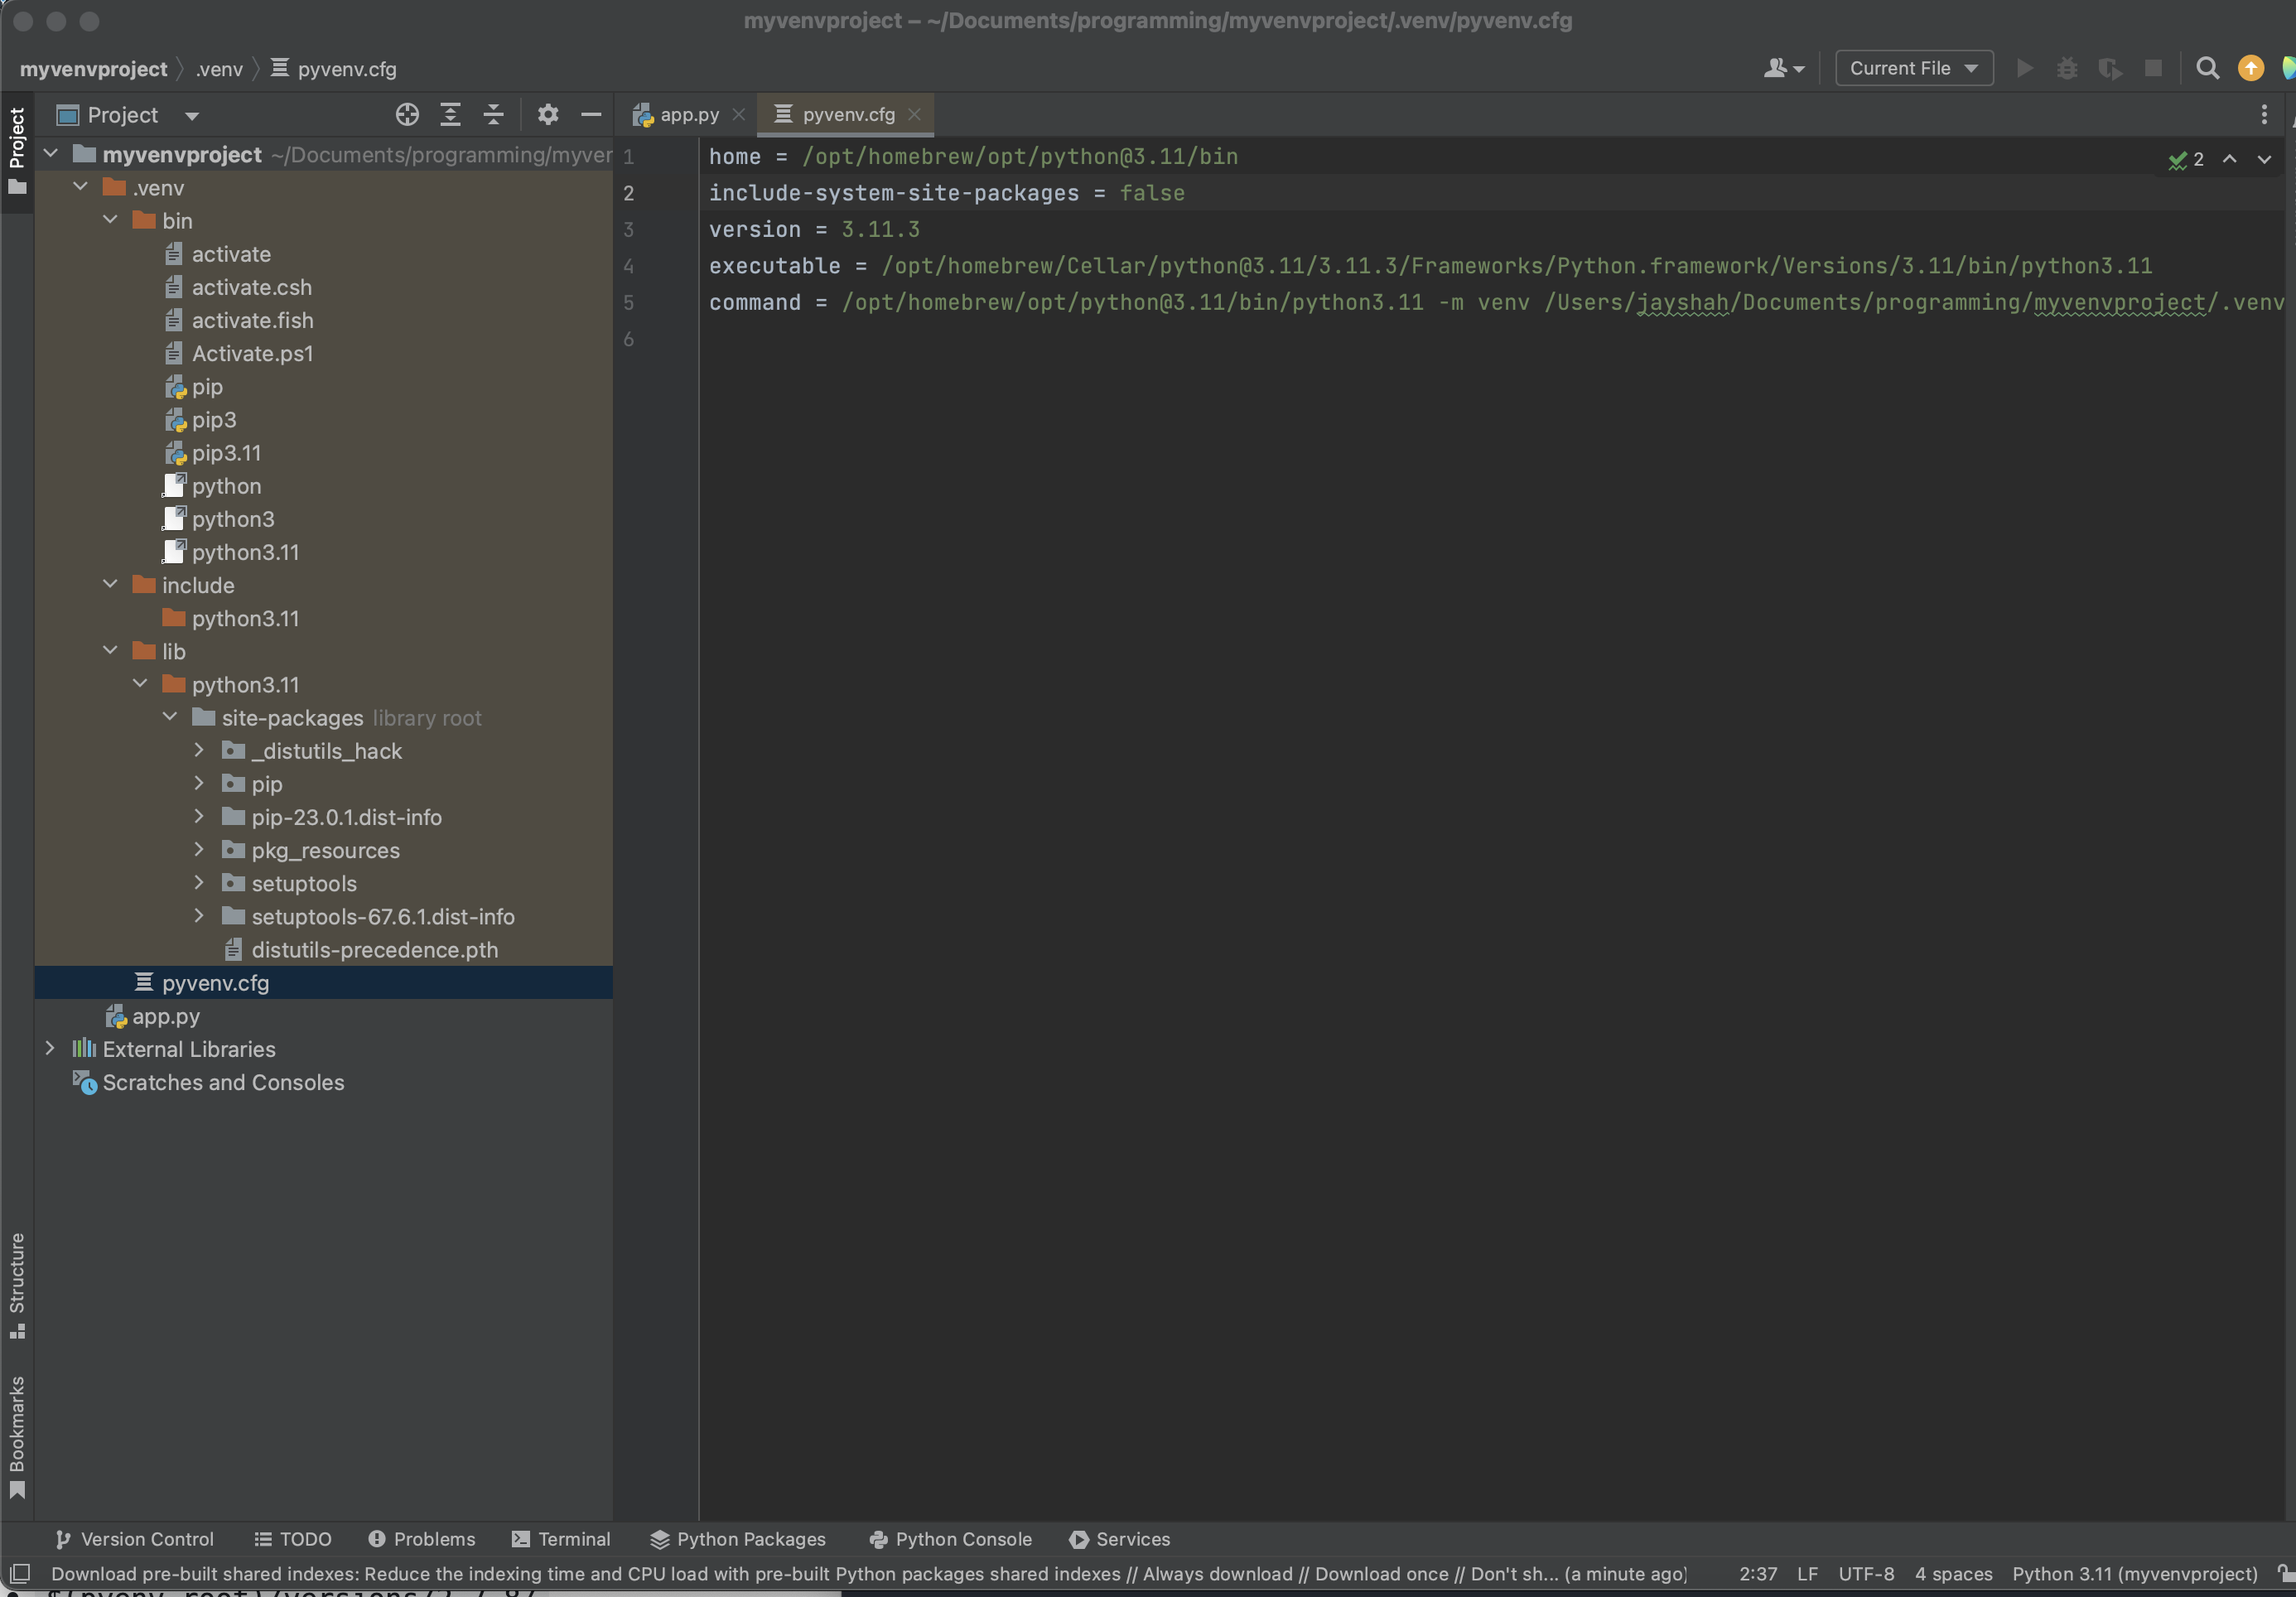 myvenvproject – ~/Documents/programming/myvenvproject/.venv/pyvenv.cfg
myvenvproject .venv pyvenv.cfg
Current File
Project
Project
app.py
pyvenv.cfg
myvenvproject ~/Documents/programming/myver
.venv
bin
activate
activate.csh
activate.fish
Activate.ps1
pip
pip3
pip3.11
python
python3
python3.11
include
python3.11
lib
python3.11
site-packages library root
_distutils_hack
pip
pip-23.0.1.dist-info
pkg_resources
setuptools
setuptools-67.6.1.dist-info
distutils-precedence.pth
pyvenv.cfg
app.py
External Libraries
Scratches and Consoles
1 home = /opt/homebrew/opt/python@3.11/bin
2 include-system-site-packages = false
3 version = 3.11.3
4 executable = /opt/homebrew/Cellar/python@3.11/3.11.3/Frameworks/Python.framework/Versions/3.11/bin/python3.11
5 command = /opt/homebrew/opt/python@3.11/bin/python3.11 -m venv /Users/jayshah/Documents/programming/myvenvproject/.venv
6
2
Structure
Bookmarks
Version Control TODO Problems Terminal Python Packages Python Console Services
Download pre-built shared indexes: Reduce the indexing time and CPU load with pre-built Python packages shared indexes // Always download // Download once // Don't sh... (a minute ago) 2:37 LF UTF-8 4 spaces Python 3.11 (myvenvproject)